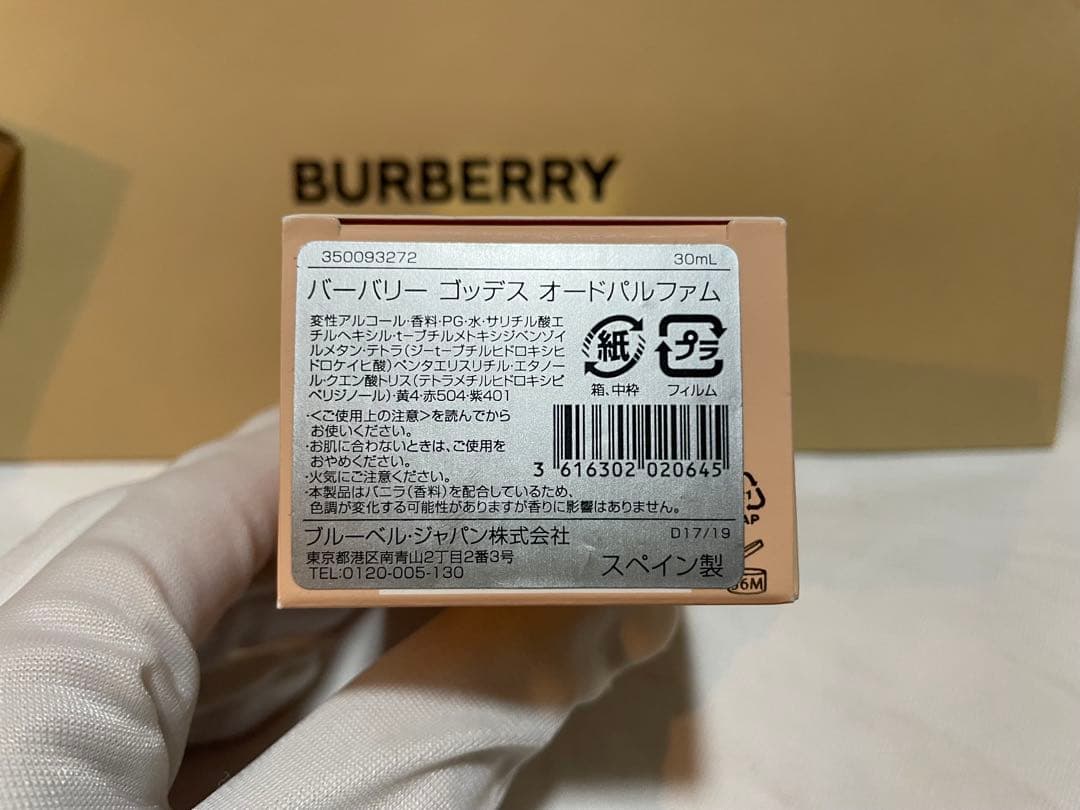 BURBERRY
350093272 30mL
バーバリー ゴッデス オードパルファム
変性アルコール・香料・PG・水・サリチル酸エ
チルヘキシル・t-ブチルメトキシジベンゾイ
ルメタン・テトラ(ジ-t-ブチルヒドロキシヒ
ドロケイヒ酸)ペンタエリスリチル・エタノー
ル・クエン酸トリス(テトラメチルヒドロキシピ
ペリジノール)・黄4・赤504・紫401
紙
プラ
箱、中枠
フィルム
・<ご使用上の注意>を読んでから
お使いください。
・お肌に合わないときは、ご使用を
おやめください。
・火気にご注意ください。
・本製品はバニラ(香料)を配合しているため、
色調が変化する可能性がありますが香りに影響はありません。
3 616302 020645
ブルーベル・ジャパン株式会社 D17/19
東京都港区南青山2丁目2番3号
TEL:0120-005-130
スペイン製